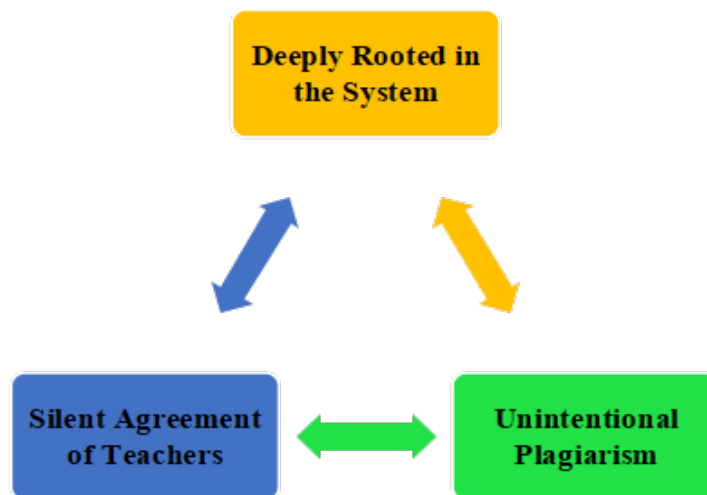 Deeply Rooted in
the System
Silent Agreement
of Teachers
Unintentional
Plagiarism